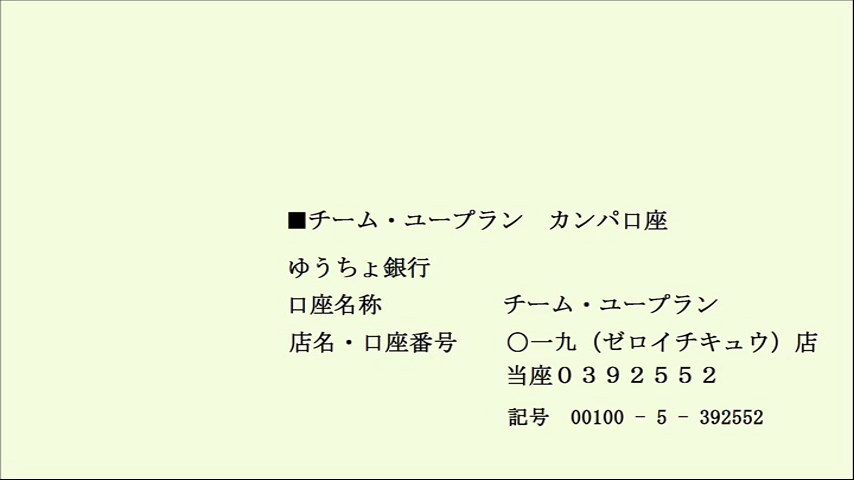 ■チーム・ユープラン　カンパ口座
ゆうちょ銀行
口座名称　チーム・ユープラン
店名・口座番号　〇一九（ゼロイチキュウ）店
当座０３９２５５２
記号　00100 － 5 － 392552